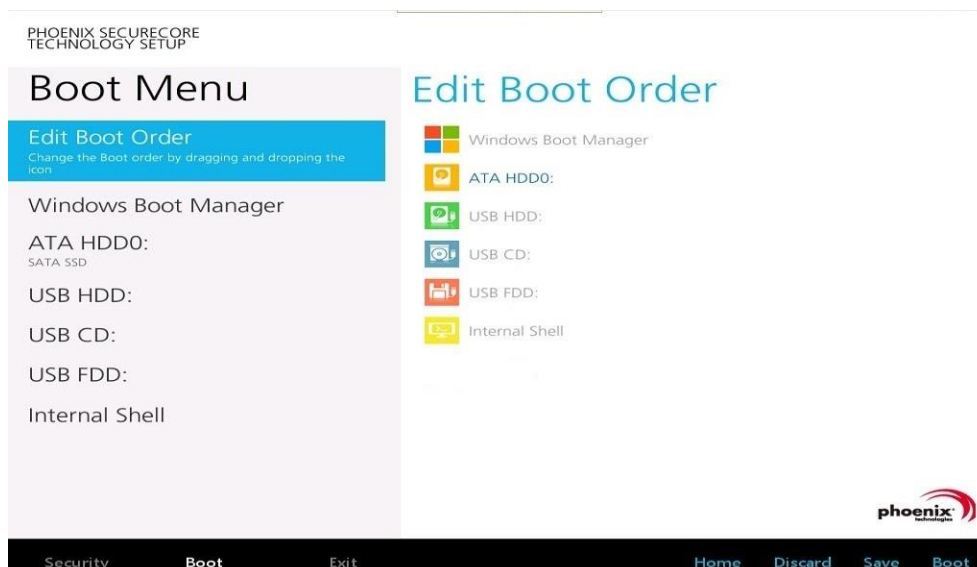 PHOENIX SECURECORE
TECHNOLOGY SETUP
Boot Menu
Edit Boot Order
Change the Boot order by dragging and dropping the
icon
Windows Boot Manager
ATA HDD0:
SATA SSD
USB HDD:
USB CD:
USB FDD:
Internal Shell
Edit Boot Order
Windows Boot Manager
ATA HDD0:
USB HDD:
USB CD:
USB FDD:
Internal Shell
phoenix
technologies
Security Boot Exit Home Discard Save Boot